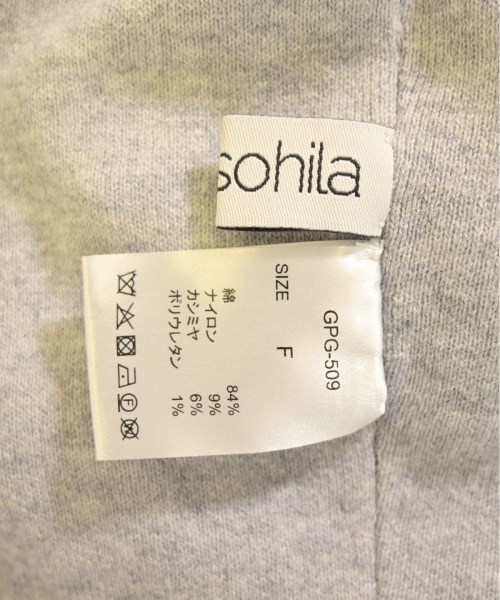 sohila
GPG-509
SIZE F
綿 84%
ナイロン 9%
カシミヤ 6%
ポリウレタン 1%